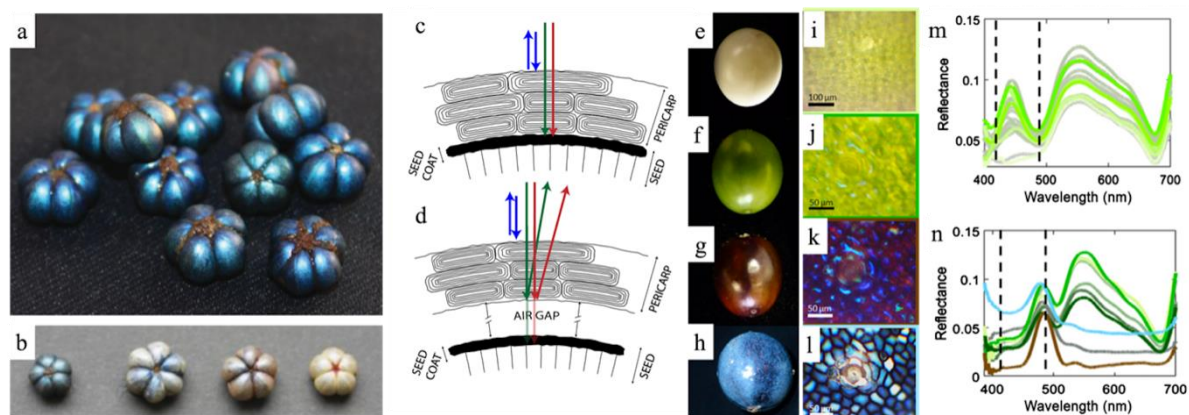 a
b
c
PERICARP
SEED
COAT
SEED
d
PERICARP
AIR GAP
SEED
COAT
SEED
e
f
g
h
i
100 µm
j
50 µm
k
50 µm
l
m
0.15
0.1
0.05
Reflectance
400 500 600 700
Wavelength (nm)
n
0.15
0.1
0.05
0
Reflectance
400 500 600 700
Wavelength (nm)